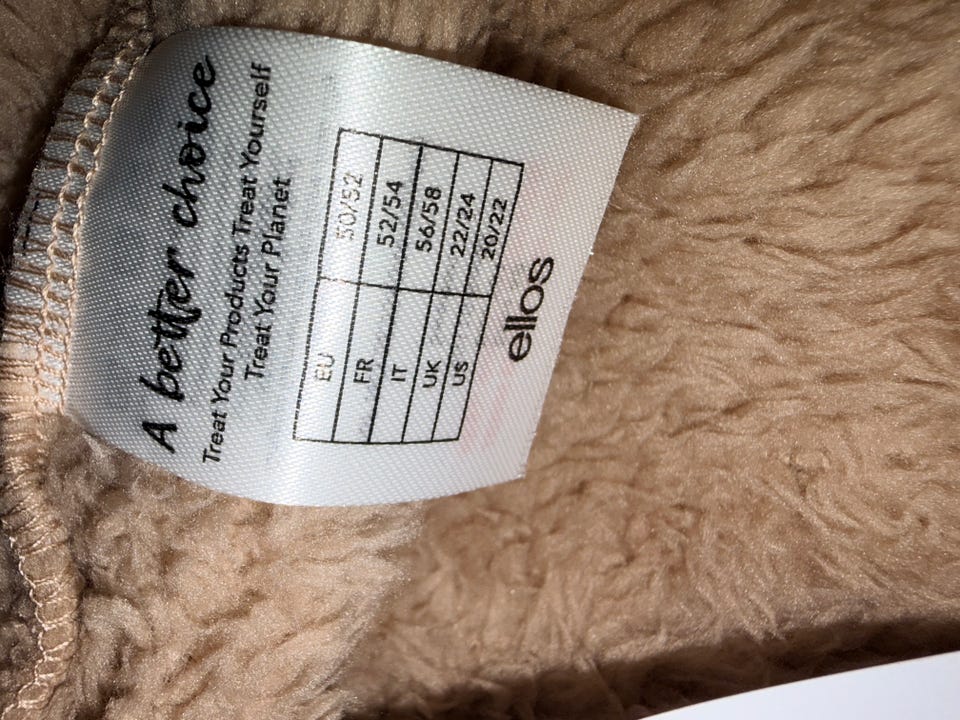 A better choice
Treat Your Products Treat Yourself
Treat Your Planet
EU 50/52
FR 52/54
IT 56/58
UK 22/24
US 20/22
ellos